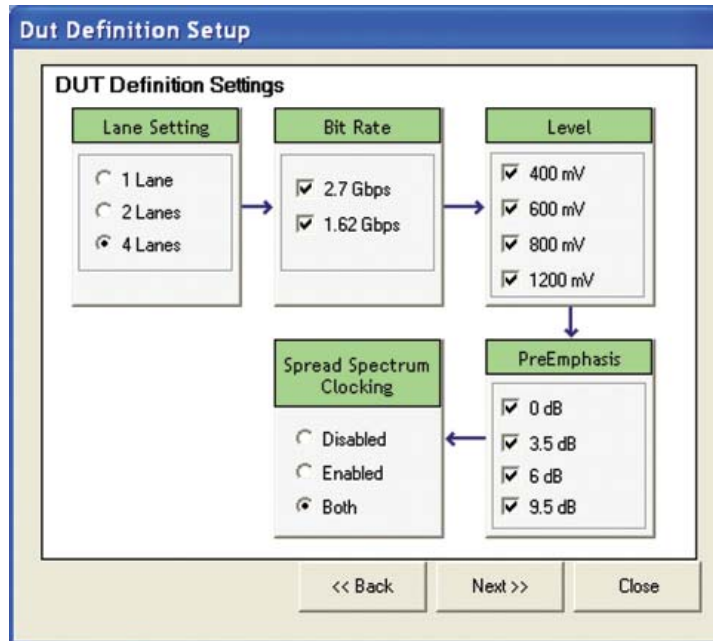 Dut Definition Setup
DUT Definition Settings
Lane Setting
1 Lane
2 Lanes
4 Lanes
Bit Rate
2.7 Gbps
1.62 Gbps
Level
400 mV
600 mV
800 mV
1200 mV
PreEmphasis
0 dB
3.5 dB
6 dB
9.5 dB
Spread Spectrum
Clocking
Disabled
Enabled
Both
<< Back
Next >>
Close